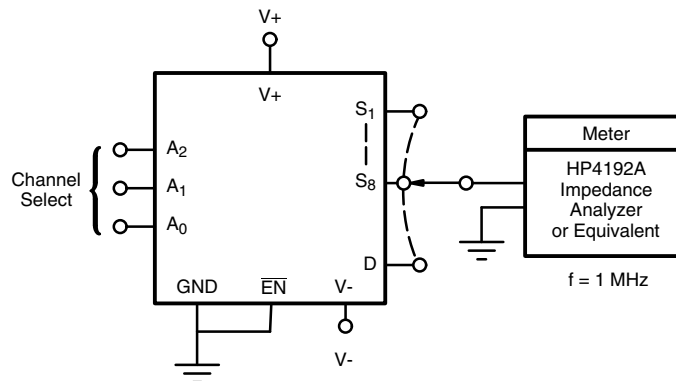 V+
V+
S1
A2
Meter
Channel
Select
A1
S8
HP4192A
Impedance
Analyzer
or Equivalent
A0
D
GND
EN
V-
f = 1 MHz
V-